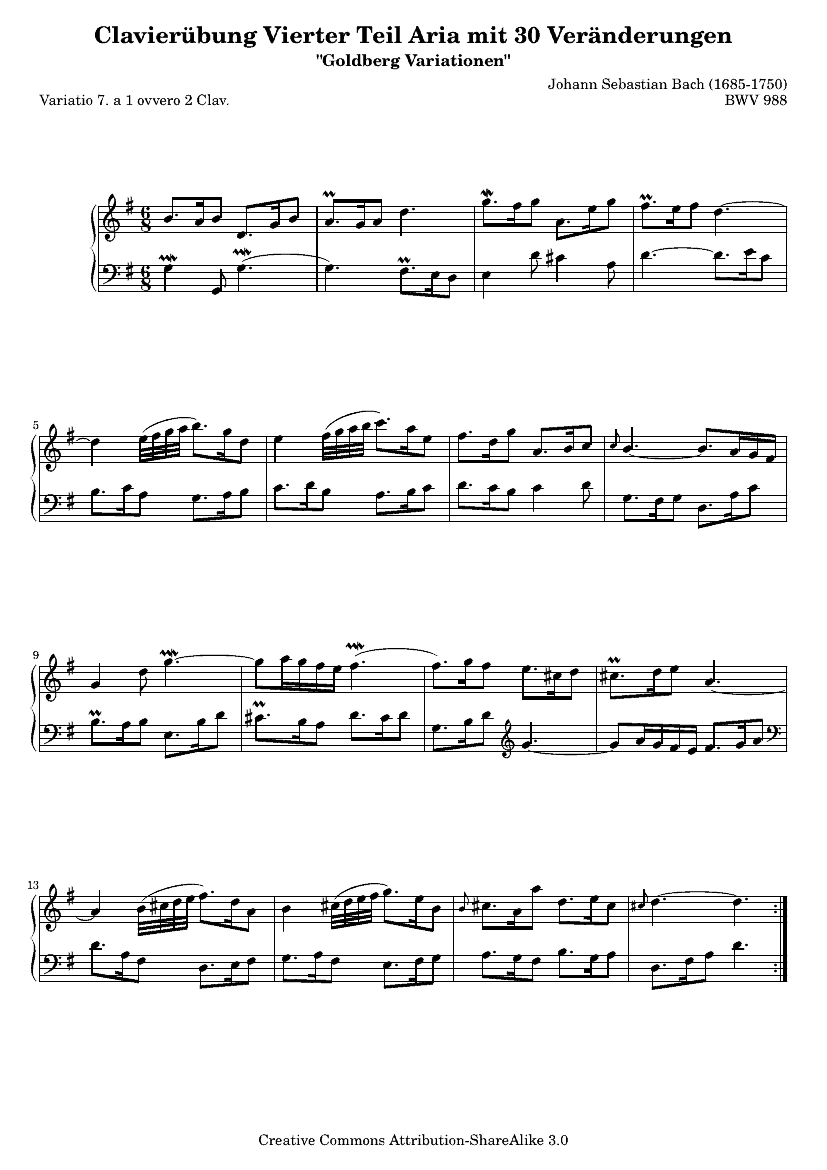 Clavierübung Vierter Teil Aria mit 30 Veränderungen
"Goldberg Variationen"
Johann Sebastian Bach (1685-1750)
Variatio 7. a 1 ovvero 2 Clav.
BWV 988
6
8
6
8
5
9
13
Creative Commons Attribution-ShareAlike 3.0